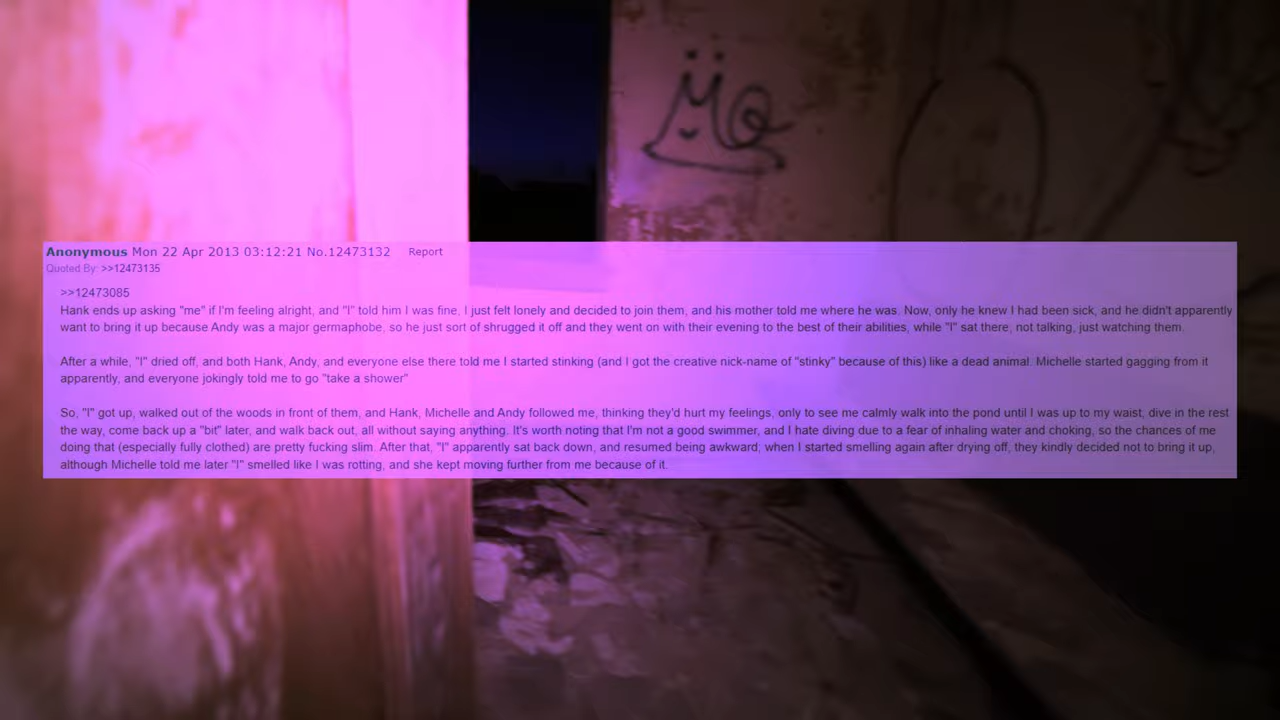 Anonymous Mon 22 Apr 2013 03:12:21 No.12473132 Report
Quoted By: >>12473135
>>12473085
Hank ends up asking "me" if I'm feeling alright, and "I" told him I was fine, I just felt lonely and decided to join them, and his mother told me where he was. Now, only he knew I had been sick, and he didn't apparently
want to bring it up because Andy was a major germaphobe, so he just sort of shrugged it off and they went on with their evening to the best of their abilities, while "I" sat there, not talking, just watching them.
After a while, "I" dried off, and both Hank, Andy, and everyone else there told me I started stinking (and I got the creative nick-name of "stinky" because of this) like a dead animal. Michelle started gagging from it
apparently, and everyone jokingly told me to go "take a shower"
So, "I" got up, walked out of the woods in front of them, and Hank, Michelle and Andy followed me, thinking they'd hurt my feelings, only to see me calmly walk into the pond until I was up to my waist, dive in the rest
the way, come back up a "bit" later, and walk back out, all without saying anything. It's worth noting that I'm not a good swimmer, and I hate diving due to a fear of inhaling water and choking, so the chances of me
doing that (especially fully clothed) are pretty fucking slim. After that, "I" apparently sat back down, and resumed being awkward; when I started smelling again after drying off, they kindly decided not to bring it up,
although Michelle told me later "I" smelled like I was rotting, and she kept moving further from me because of it.